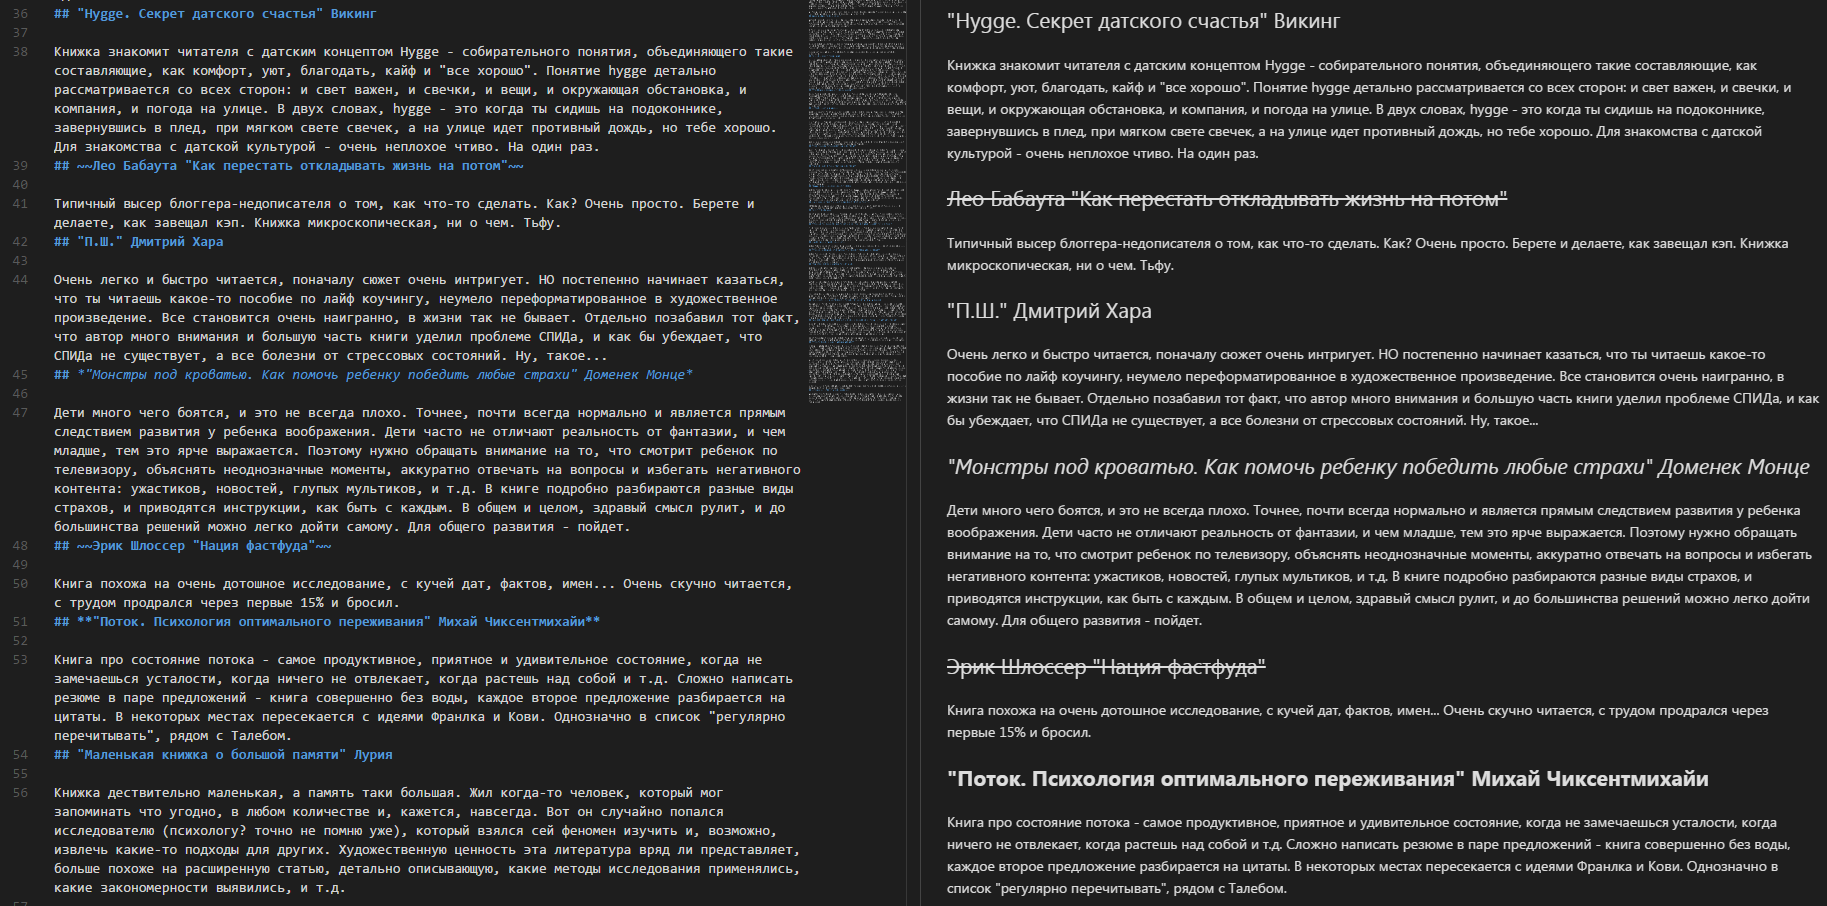 36 ## "Hygge. Секрет датского счастья" Викинг
37
38 Книжка знакомит читателя с датским концептом Hygge - собирательного понятия, объединяющего такие
составляющие, как комфорт, уют, благодать, кайф и "все хорошо". Понятие hygge детально
рассматривается со всех сторон: и свет важен, и свечки, и вещи, и окружающая обстановка, и
компания, и погода на улице. В двух словах, hygge - это когда ты сидишь на подоконнике,
завернувшись в плед, при мягком свете свечек, а на улице идет противный дождь, но тебе хорошо.
Для знакомства с датской культурой - очень неплохое чтиво. На один раз.
39 ## ~~Лео Бабаута "Как перестать откладывать жизнь на потом"~~
40
41 Типичный высер блоггера-недописателя о том, как что-то сделать. Как? Очень просто. Берете и
делаете, как завещал кэп. Книжка микроскопическая, ни о чем. Тьфу.
42 ## "П.Ш." Дмитрий Хара
43
44 Очень легко и быстро читается, поначалу сюжет очень интригует. НО постепенно начинает казаться,
что ты читаешь какое-то пособие по лайф коучингу, неумело переформатированное в художественное
произведение. Все становится очень наигранно, в жизни так не бывает. Отдельно позабавил тот факт,
что автор много внимания и большую часть книги уделил проблеме СПИДа, и как бы убеждает, что
СПИДа не существует, а все болезни от стрессовых состояний. Ну, такое...
45 ## *"Монстры под кроватью. Как помочь ребенку победить любые страхи" Доменек Монце*
46
47 Дети много чего боятся, и это не всегда плохо. Точнее, почти всегда нормально и является прямым
следствием развития у ребенка воображения. Дети часто не отличают реальность от фантазии, и чем
младше, тем это ярче выражается. Поэтому нужно обращать внимание на то, что смотрит ребенок по
телевизору, объяснять неоднозначные моменты, аккуратно отвечать на вопросы и избегать негативного
контента: ужастиков, новостей, глупых мультиков, и т.д. В книге подробно разбираются разные виды
страхов, и приводятся инструкции, как быть с каждым. В общем и целом, здравый смысл рулит, и до
большинства решений можно легко дойти самому. Для общего развития - пойдет.
48 ## ~~Эрик Шлоссер "Нация фастфуда"~~
49
50 Книга похожа на очень дотошное исследование, с кучей дат, фактов, имен... Очень скучно читается,
с трудом продрался через первые 15% и бросил.
51 ## **"Поток. Психология оптимального переживания" Михай Чиксентмихайи**
52
53 Книга про состояние потока - самое продуктивное, приятное и удивительное состояние, когда не
замечаешься усталости, когда ничего не отвлекает, когда растешь над собой и т.д. Сложно написать
резюме в паре предложений - книга совершенно без воды, каждое второе предложение разбирается на
цитаты. В некоторых местах пересекается с идеями Франлка и Кови. Однозначно в список "регулярно
перечитывать", рядом с Талебом.
54 ## "Маленькая книжка о большой памяти" Лурия
55
56 Книжка дествительно маленькая, а память таки большая. Жил когда-то человек, который мог
запоминать что угодно, в любом количестве и, кажется, навсегда. Вот он случайно попался
исследователю (психологу? точно не помню уже), который взялся сей феномен изучить и, возможно,
извлечь какие-то подходы для других. Художественную ценность эта литература вряд ли представляет,
больше похоже на расширенную статью, детально описывающую, какие методы исследования применялись,
какие закономерности выявились, и т.д.
"Hygge. Секрет датского счастья" Викинг
Книжка знакомит читателя с датским концептом Hygge - собирательного понятия, объединяющего такие составляющие, как
комфорт, уют, благодать, кайф и "все хорошо". Понятие hygge детально рассматривается со всех сторон: и свет важен, и свечки, и
вещи, и окружающая обстановка, и компания, и погода на улице. В двух словах, hygge - это когда ты сидишь на подоконнике,
завернувшись в плед, при мягком свете свечек, а на улице идет противный дождь, но тебе хорошо. Для знакомства с датской
культурой - очень неплохое чтиво. На один раз.
Лео Бабаута "Как перестать откладывать жизнь на потом"
Типичный высер блоггера-недописателя о том, как что-то сделать. Как? Очень просто. Берете и делаете, как завещал кэп. Книжка
микроскопическая, ни о чем. Тьфу.
"П.Ш." Дмитрий Хара
Очень легко и быстро читается, поначалу сюжет очень интригует. НО постепенно начинает казаться, что ты читаешь какое-то
пособие по лайф коучингу, неумело переформатированное в художественное произведение. Все становится очень наигранно, в
жизни так не бывает. Отдельно позабавил тот факт, что автор много внимания и большую часть книги уделил проблеме СПИДа, и как
бы убеждает, что СПИДа не существует, а все болезни от стрессовых состояний. Ну, такое...
"Монстры под кроватью. Как помочь ребенку победить любые страхи" Доменек Монце
Дети много чего боятся, и это не всегда плохо. Точнее, почти всегда нормально и является прямым следствием развития у ребенка
воображения. Дети часто не отличают реальность от фантазии, и чем младше, тем это ярче выражается. Поэтому нужно обращать
внимание на то, что смотрит ребенок по телевизору, объяснять неоднозначные моменты, аккуратно отвечать на вопросы и избегать
негативного контента: ужастиков, новостей, глупых мультиков, и т.д. В книге подробно разбираются разные виды страхов, и
приводятся инструкции, как быть с каждым. В общем и целом, здравый смысл рулит, и до большинства решений можно легко дойти
самому. Для общего развития - пойдет.
Эрик Шлоссер "Нация фастфуда"
Книга похожа на очень дотошное исследование, с кучей дат, фактов, имен... Очень скучно читается, с трудом продрался через
первые 15% и бросил.
"Поток. Психология оптимального переживания" Михай Чиксентмихайи
Книга про состояние потока - самое продуктивное, приятное и удивительное состояние, когда не замечаешься усталости, когда
ничего не отвлекает, когда растешь над собой и т.д. Сложно написать резюме в паре предложений - книга совершенно без воды,
каждое второе предложение разбирается на цитаты. В некоторых местах пересекается с идеями Франлка и Кови. Однозначно в
список "регулярно перечитывать", рядом с Талебом.